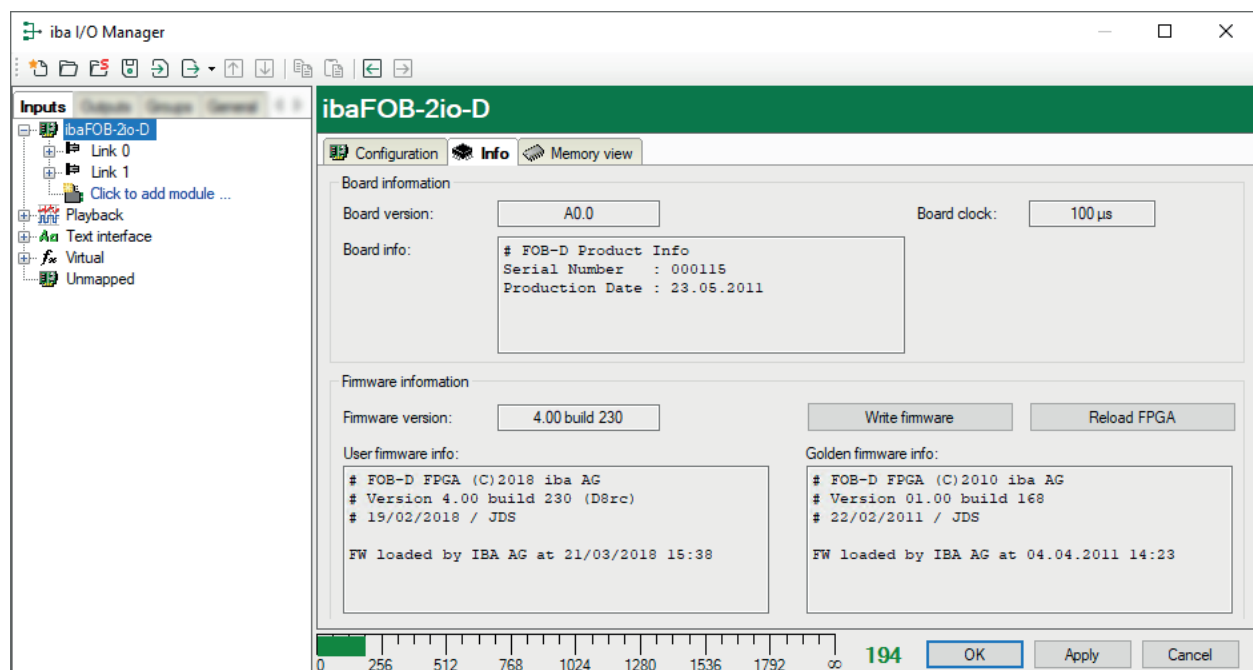 iba I/O Manager
Inputs
ibaFOB-2io-D
Link 0
Link 1
Click to add module ...
Playback
Text interface
Virtual
Unmapped
ibaFOB-2io-D
Configuration Info Memory view
Board information
Board version: A0.0 Board clock: 100 µs
Board info:
# FOB-D Product Info
Serial Number : 000115
Production Date : 23.05.2011
Firmware information
Firmware version: 4.00 build 230 Write firmware Reload FPGA
User firmware info:
# FOB-D FPGA (C)2018 iba AG
# Version 4.00 build 230 (D8rc)
# 19/02/2018 / JDS
FW loaded by IBA AG at 21/03/2018 15:38
Golden firmware info:
# FOB-D FPGA (C)2010 iba AG
# Version 01.00 build 168
# 22/02/2011 / JDS
FW loaded by IBA AG at 04.04.2011 14:23
0 256 512 768 1024 1280 1536 1792 ∞ 194 OK Apply Cancel